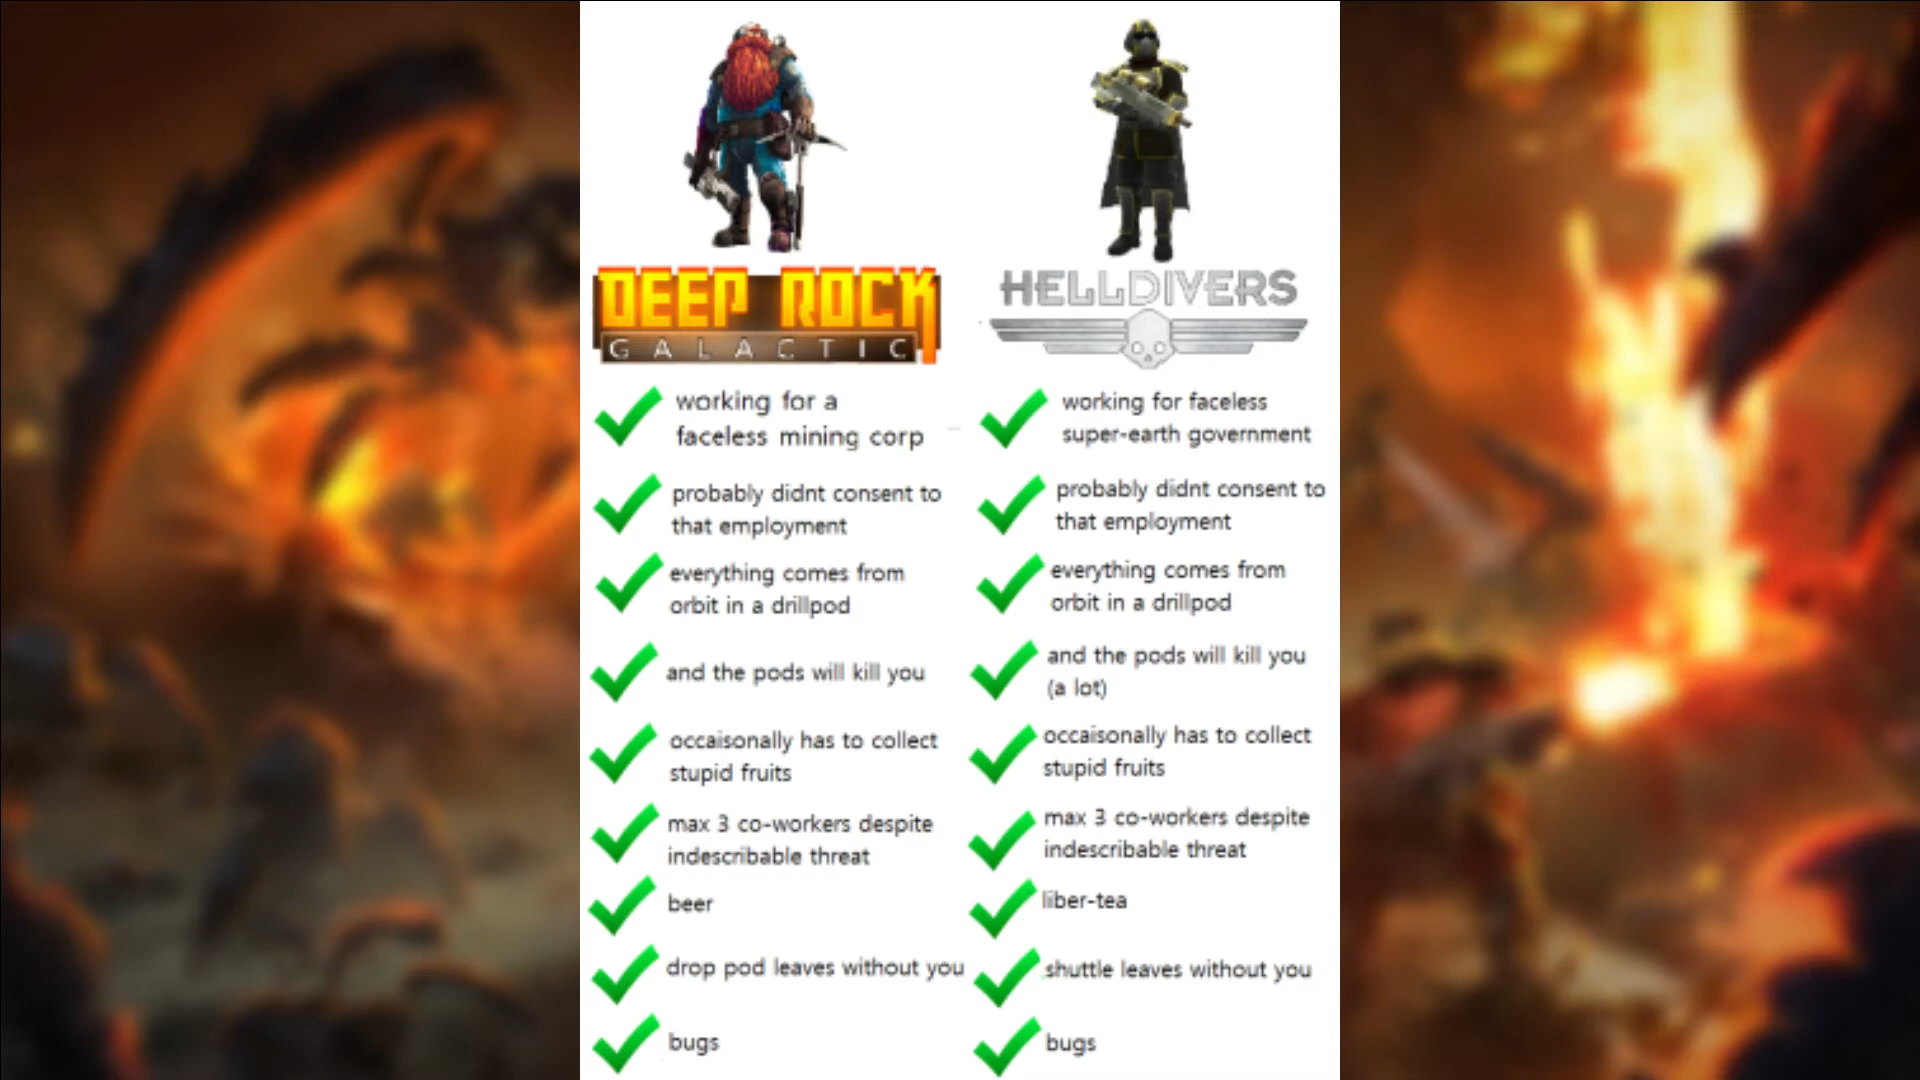 DEEP ROCK
GALACTIC
working for a
faceless mining corp
probably didnt consent to
that employment
everything comes from
orbit in a drillpod
and the pods will kill you
occaisonally has to collect
stupid fruits
max 3 co-workers despite
indescribable threat
beer
drop pod leaves without you
bugs
HELLDIVERS
working for faceless
super-earth government
probably didnt consent to
that employment
everything comes from
orbit in a drillpod
and the pods will kill you
(a lot)
occaisonally has to collect
stupid fruits
max 3 co-workers despite
indescribable threat
liber-tea
shuttle leaves without you
bugs